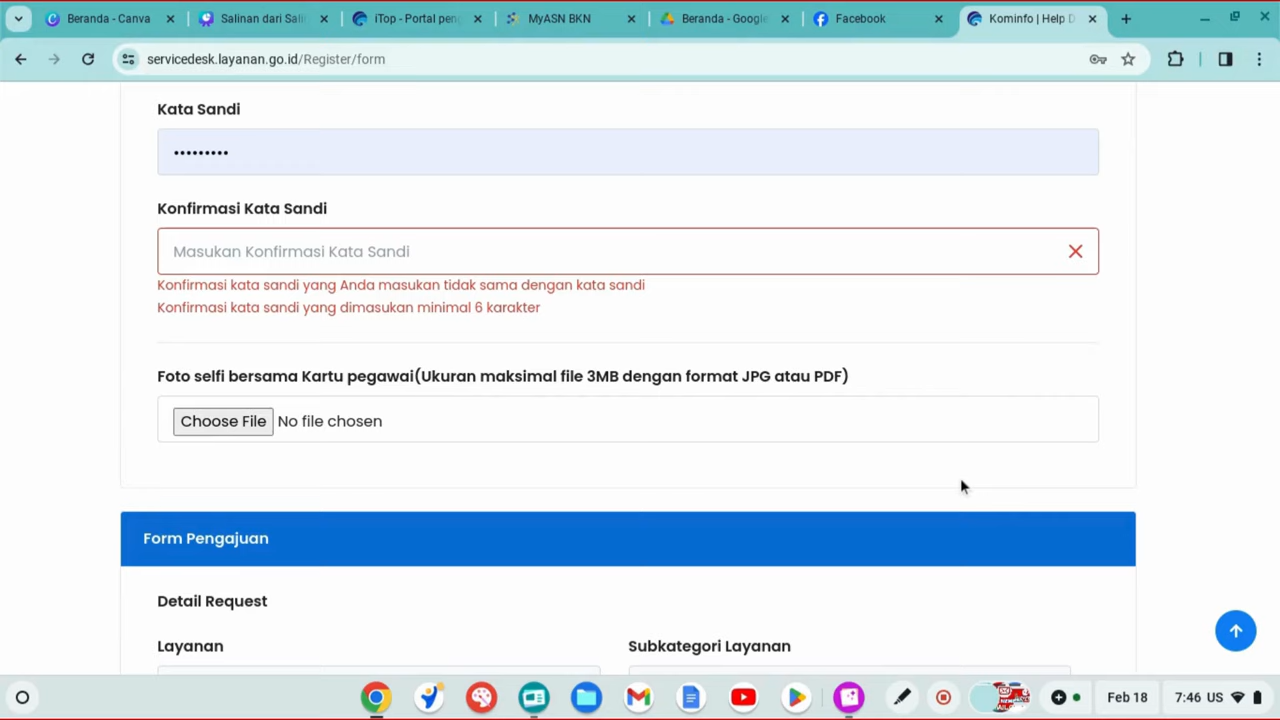 Beranda - Canva
Salinan dari Sali
iTop - Portal pen
MyASN BKN
Beranda - Google
Facebook
Kominfo | Help D
servicedesk.layanan.go.id/Register/form
Kata Sandi
•••••••••
Konfirmasi Kata Sandi
Masukan Konfirmasi Kata Sandi
Konfirmasi kata sandi yang Anda masukan tidak sama dengan kata sandi
Konfirmasi kata sandi yang dimasukan minimal 6 karakter
Foto selfi bersama Kartu pegawai(Ukuran maksimal file 3MB dengan format JPG atau PDF)
Choose File No file chosen
Form Pengajuan
Detail Request
Layanan
Subkategori Layanan
Feb 18
7:46 US